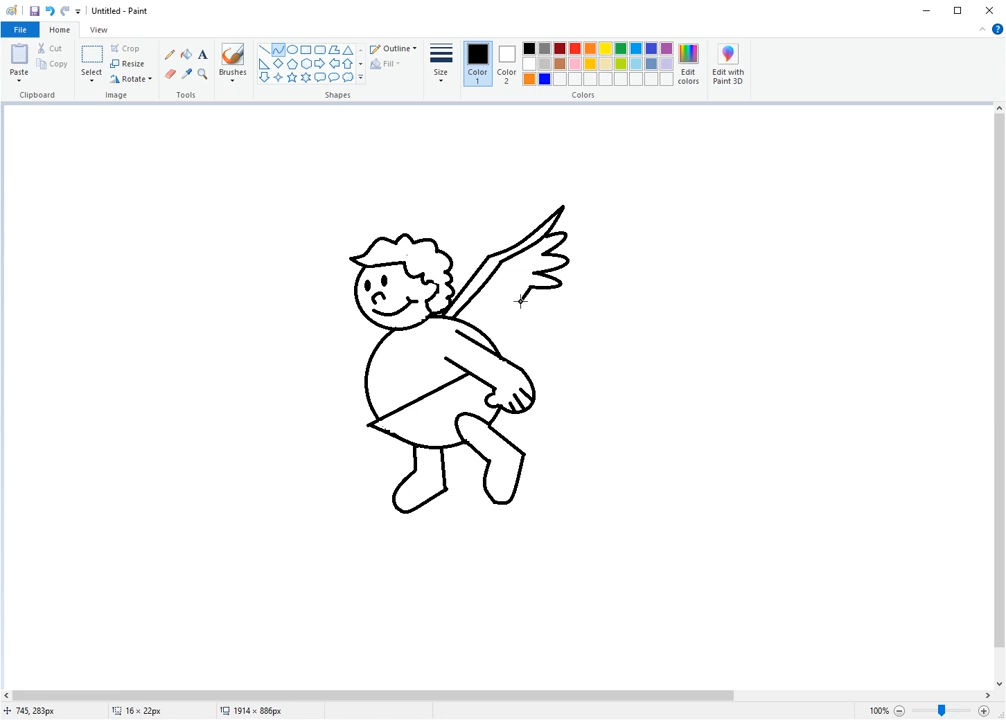 Untitled - Paint
File
Home
View
Paste
Cut
Copy
Clipboard
Select
Crop
Resize
Rotate
Image
A
Tools
Brushes
Outline
Fill
Shapes
Size
Color 1
Color 2
Edit colors
Colors
Edit with Paint 3D
745, 283px
16 × 22px
1914 × 886px
100%